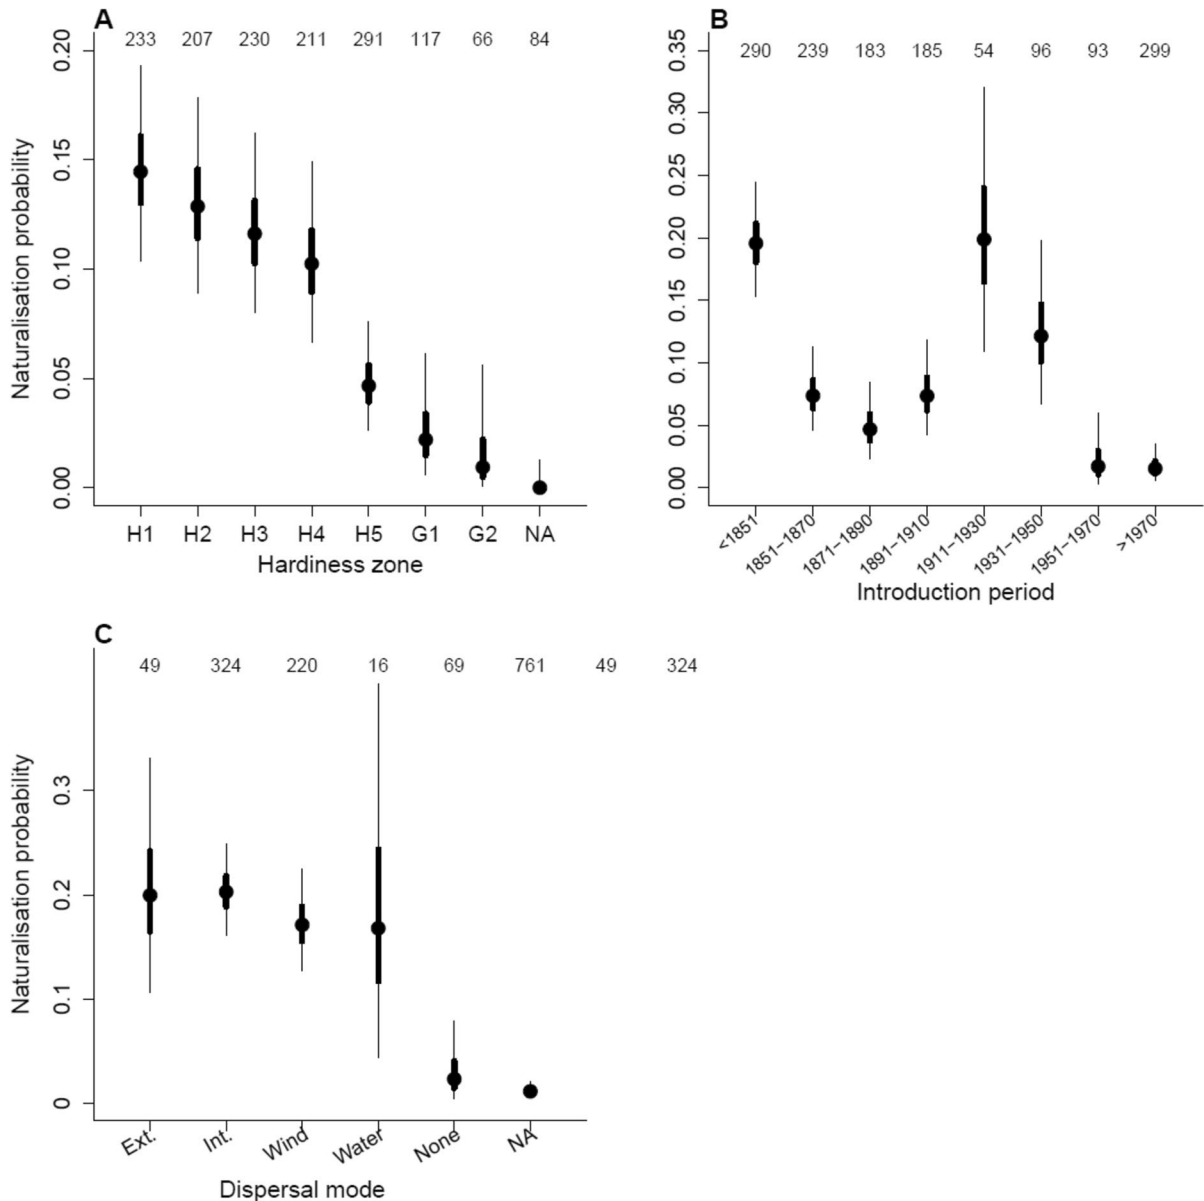 A
233 207 230 211 291 117 66 84
0.20
0.15
0.10
0.05
0.00
Naturalisation probability
H1 H2 H3 H4 H5 G1 G2 NA
Hardiness zone
B
290 239 183 185 54 96 93 299
0.35
0.30
0.25
0.20
0.15
0.10
0.05
0.00
<1851 1851−1870 1871−1890 1891−1910 1911−1930 1931−1950 1951−1970 >1970
Introduction period
C
49 324 220 16 69 761 49 324
0.3
0.2
0.1
0
Naturalisation probability
Ext. Int. Wind Water None NA
Dispersal mode